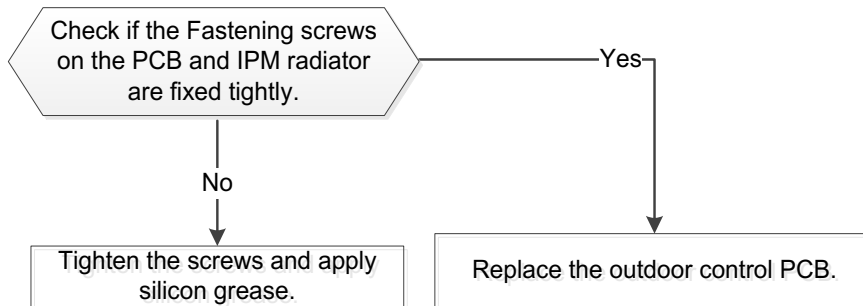 Check if the Fastening screws
on the PCB and IPM radiator
are fixed tightly.
Yes
No
Tighten the screws and apply
silicon grease.
Replace the outdoor control PCB.